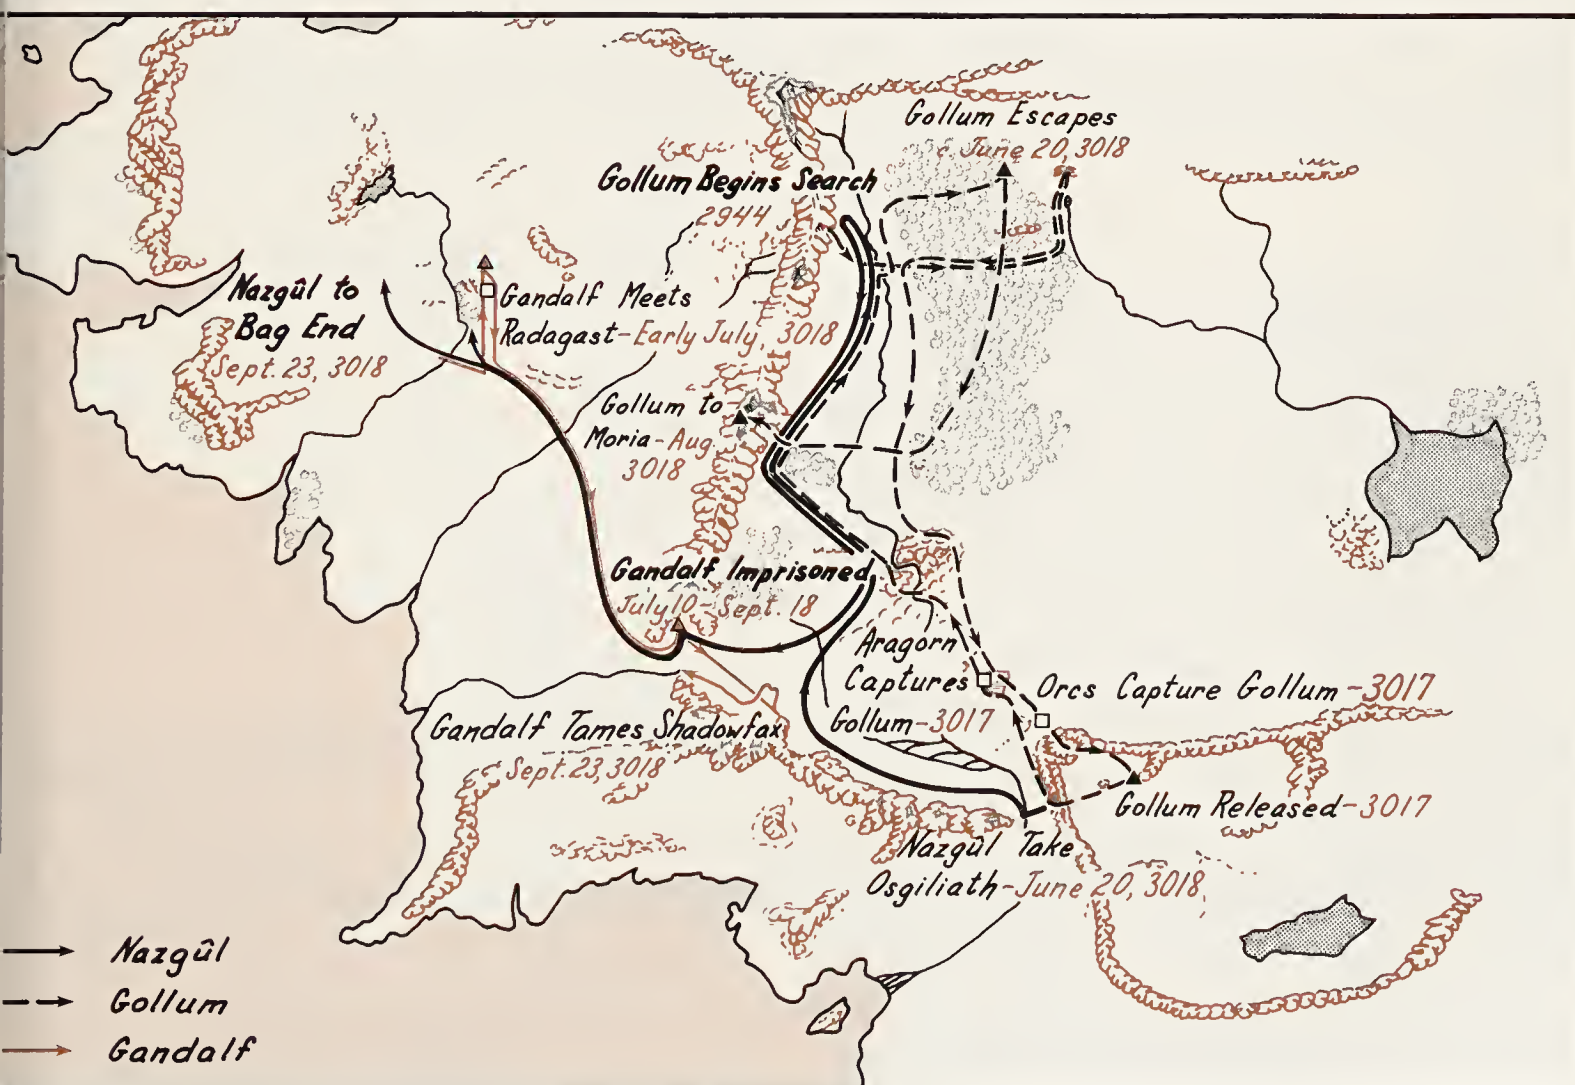 Gollum Escapes
c. June 20, 3018
Gollum Begins Search
2944
Nazgûl to
Bag End
Sept. 23, 3018
Gandalf Meets
Radagast-Early July, 3018
Gollum to
Moria-Aug.
3018
Gandalf Imprisoned
July 10-Sept. 18
Aragorn
Captures
Gollum-3017
Orcs Capture Gollum-3017
Gandalf Tames Shadowfax
Sept. 23, 3018
Gollum Released-3017
Nazgûl Take
Osgiliath-June 20, 3018
Nazgûl
Gollum
Gandalf